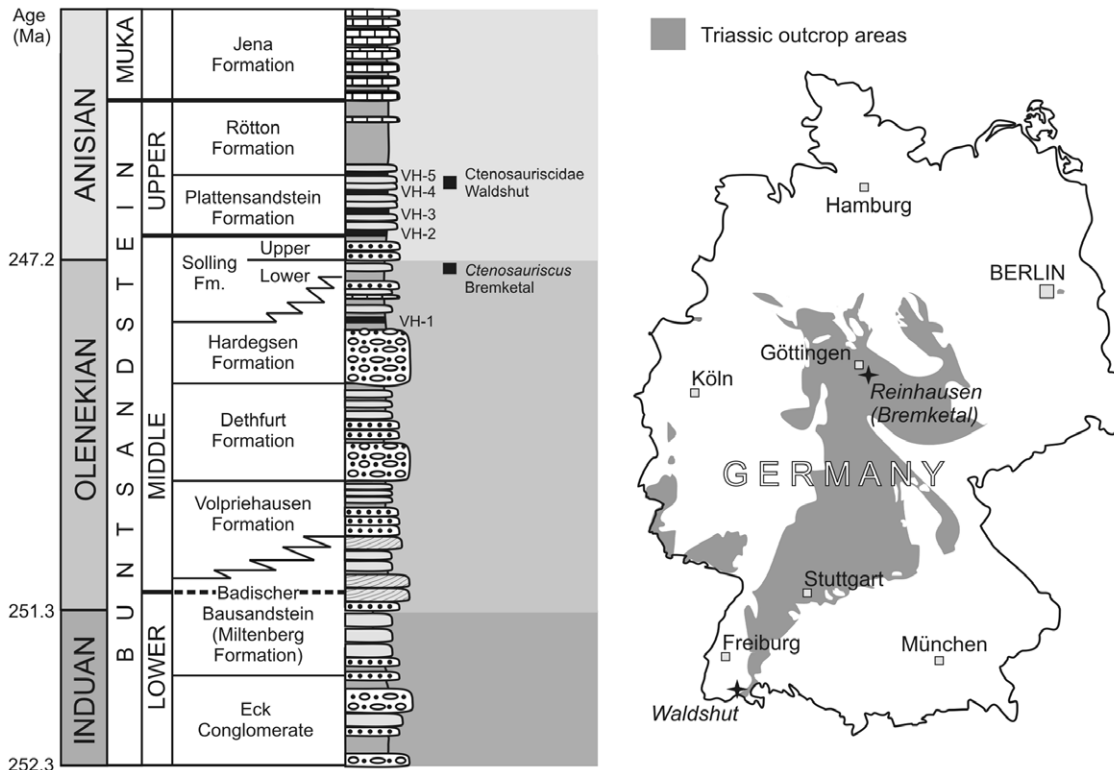 Age
(Ma)
ANISIAN
OLENEKIAN
INDUAN
247.2
251.3
252.3
BUNTSANDSTEIN
MUKA
UPPER
MIDDLE
LOWER
Jena
Formation
Rötton
Formation
Plattensandstein
Formation
Solling
Fm.
Upper
Lower
Hardegsen
Formation
Dethfurt
Formation
Volpriehausen
Formation
Badischer
Bausandstein
(Miltenberg
Formation)
Eck
Conglomerate
VH-5
VH-4
VH-3
VH-2
VH-1
Ctenosauriscidae
Waldshut
Ctenosauriscus
Bremketal
Triassic outcrop areas
Hamburg
BERLIN
Göttingen
Köln
Reinhausen
(Bremketal)
GERMANY
Stuttgart
Freiburg
München
Waldshut